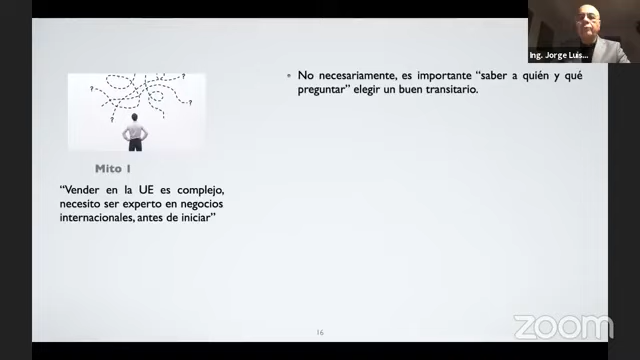 Ing. Jorge Luis...
• No necesariamente, es importante “saber a quién y qué
preguntar” elegir un buen transitario.
? ? ? ?
Mito 1
“Vender en la UE es complejo,
necesito ser experto en negocios
internacionales, antes de iniciar”
16
zoom